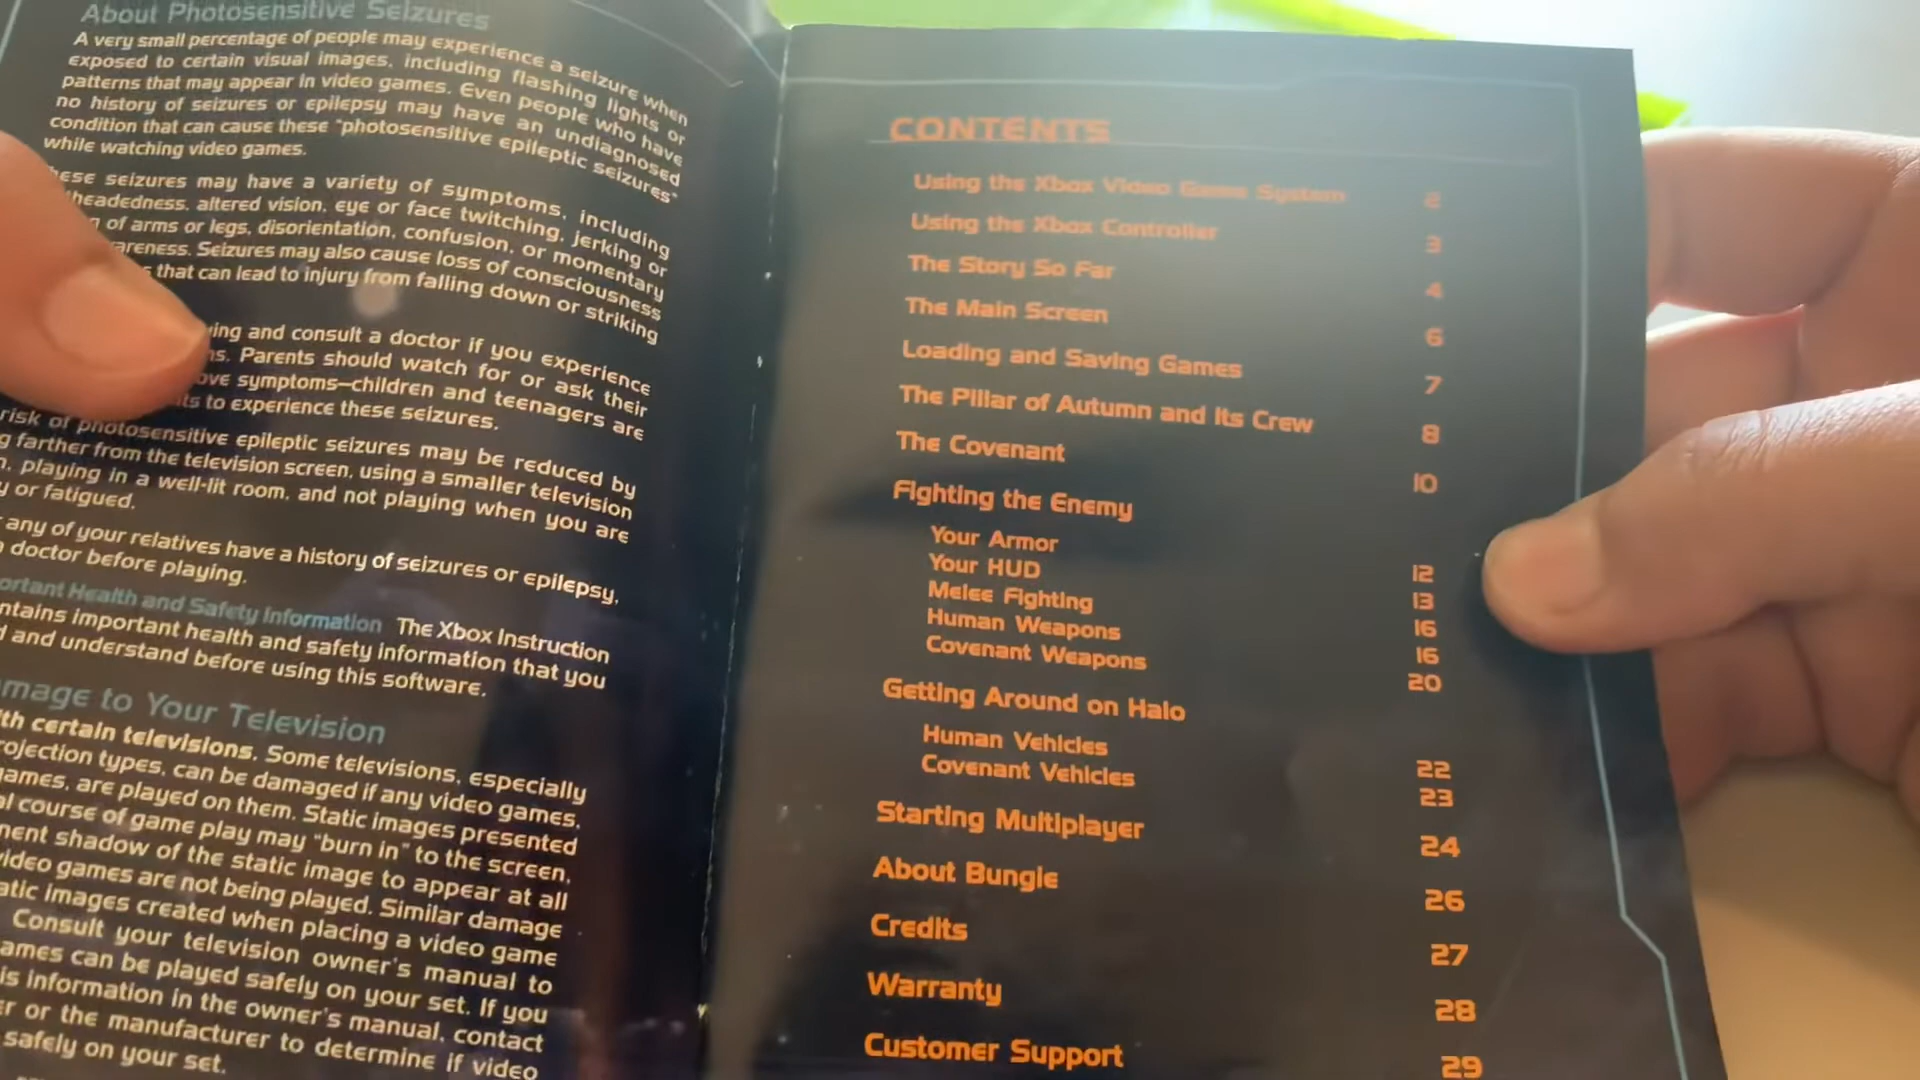 About Photosensitive Seizures
A very small percentage of people may experience a seizure when
exposed to certain visual images, including flashing lights or
patterns that may appear in video games. Even people who have
no history of seizures or epilepsy may have an undiagnosed
condition that can cause these "photosensitive epileptic seizures"
while watching video games.
seizures may have a variety of symptoms, including
altered vision, eye or face twitching, jerking or
of arms or legs, disorientation, confusion, or momentary
Seizures may also cause loss of consciousness
that can lead to injury from falling down or striking
and consult a doctor if you experience
Parents should watch for or ask their
symptoms—children and teenagers are
to experience these seizures.
risk of photosensitive epileptic seizures may be reduced by
farther from the television screen, using a smaller television
playing in a well-lit room, and not playing when you are
or fatigued.
any of your relatives have a history of seizures or epilepsy,
doctor before playing.
Health and Safety Information The Xbox Instruction
important health and safety information that you
and understand before using this software.
to Your Television
certain televisions. Some televisions, especially
types, can be damaged if any video games,
games, are played on them. Static images presented
course of game play may "burn in" to the screen,
shadow of the static image to appear at all
video games are not being played. Similar damage
images created when placing a video game
Consult your television owner's manual to
games can be played safely on your set. If you
information in the owner's manual, contact
or the manufacturer to determine if video
safely on your set.
CONTENTS
Using the Xbox Video Game System 2
Using the Xbox Controller 3
The Story So Far 4
The Main Screen 6
Loading and Saving Games 7
The Pillar of Autumn and Its Crew 8
The Covenant 10
Fighting the Enemy
Your Armor 12
Your HUD 13
Melee Fighting 16
Human Weapons 16
Covenant Weapons 20
Getting Around on Halo
Human Vehicles 22
Covenant Vehicles 23
Starting Multiplayer 24
About Bungie 26
Credits 27
Warranty 28
Customer Support 29